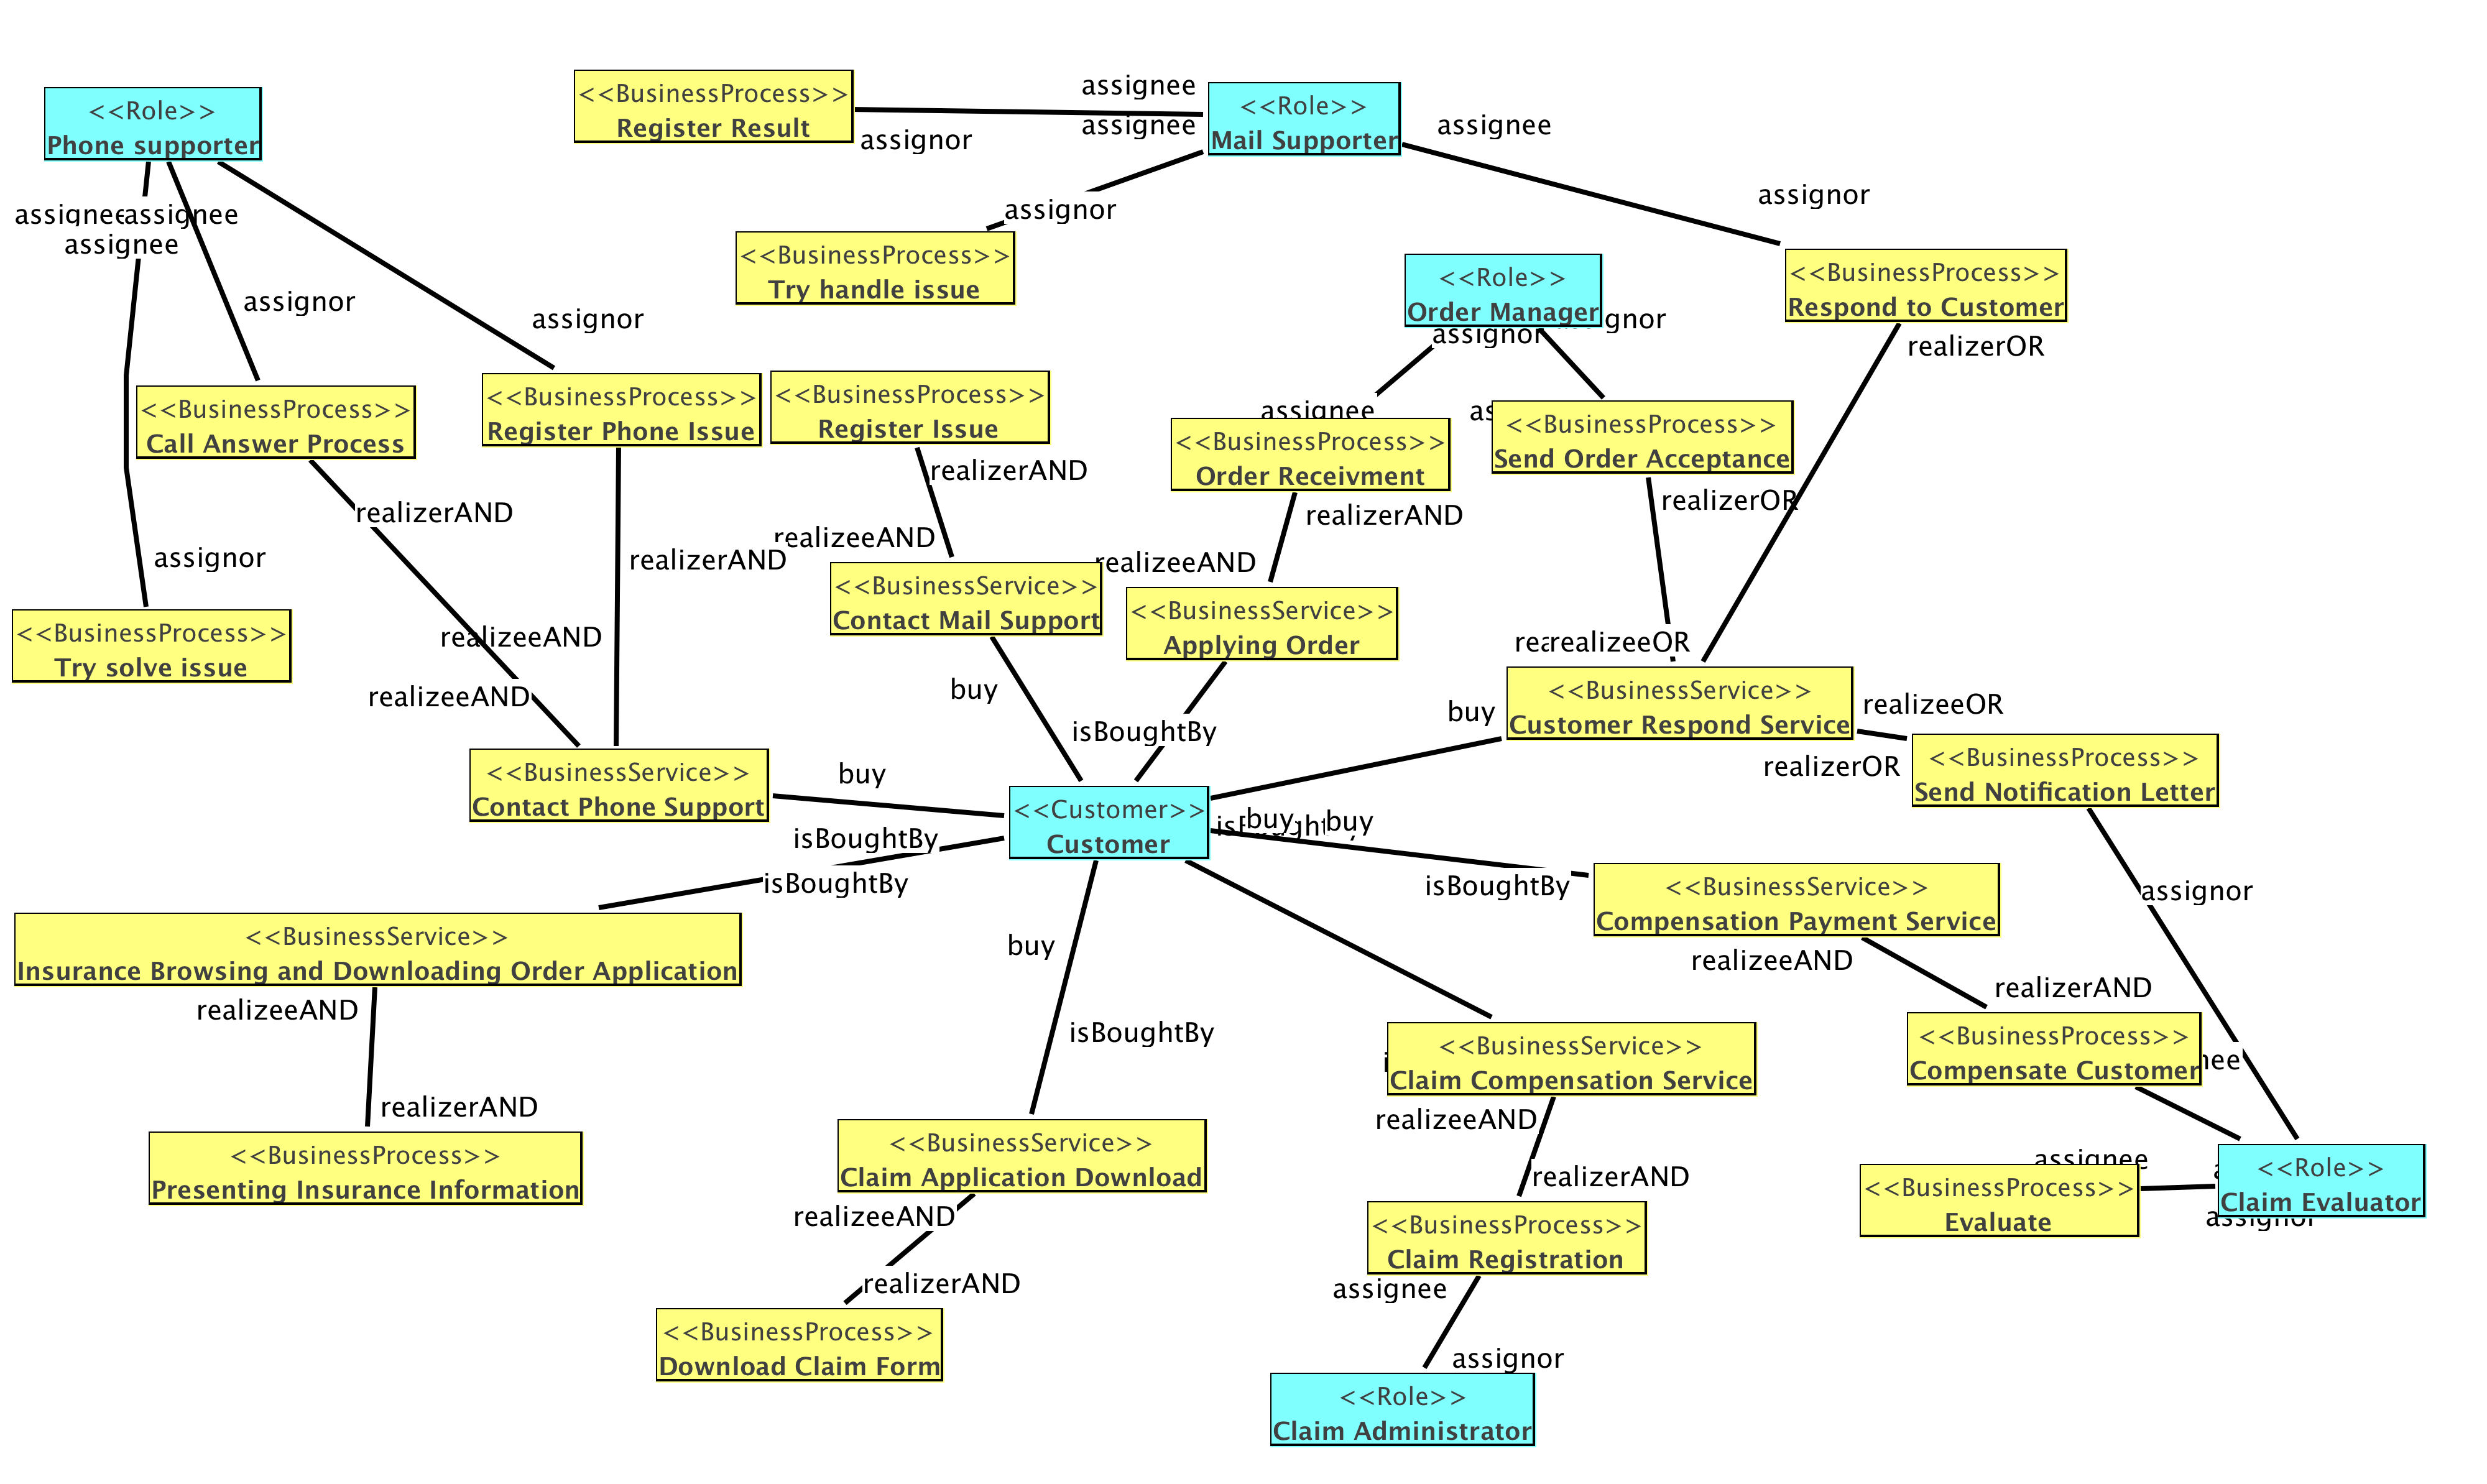 <<Role>>
Phone supporter
<<BusinessProcess>>
Register Result
assignee
assignee
assignor
<<Role>>
Mail Supporter
assignee
assignor
assignee
assignee
assignee
assignor
<<BusinessProcess>>
Try handle issue
<<Role>>
Order Manager
assignor
<<BusinessProcess>>
Respond to Customer
realizerOR
assignor
assignor
<<BusinessProcess>>
Call Answer Process
<<BusinessProcess>>
Register Phone Issue
<<BusinessProcess>>
Register Issue
realizerAND
assignee
<<BusinessProcess>>
Order Receivment
realizerAND
<<BusinessProcess>>
Send Order Acceptance
realizerOR
realizerAND
assignor
realizerAND
realizeeAND
realizeeAND
<<BusinessProcess>>
Try solve issue
realizeeAND
realizeeAND
<<BusinessService>>
Contact Mail Support
<<BusinessService>>
Applying Order
realizeeOR
buy
isBoughtBy
buy
<<BusinessService>>
Customer Respond Service
realizeeOR
realizerOR
<<BusinessProcess>>
Send Notification Letter
<<BusinessService>>
Contact Phone Support
buy
isBoughtBy
isBoughtBy
<<Customer>>
Customer
buy
buy
isBoughtBy
<<BusinessService>>
Compensation Payment Service
realizeeAND
realizerAND
assignor
<<BusinessService>>
Insurance Browsing and Downloading Order Application
realizeeAND
realizerAND
<<BusinessProcess>>
Presenting Insurance Information
buy
isBoughtBy
<<BusinessService>>
Claim Compensation Service
realizeeAND
realizerAND
<<BusinessProcess>>
Compensate Customer
<<BusinessService>>
Claim Application Download
realizeeAND
realizerAND
<<BusinessProcess>>
Download Claim Form
<<BusinessProcess>>
Claim Registration
assignee
assignor
<<Role>>
Claim Administrator
assignee
<<BusinessProcess>>
Evaluate
<<Role>>
Claim Evaluator
assignor